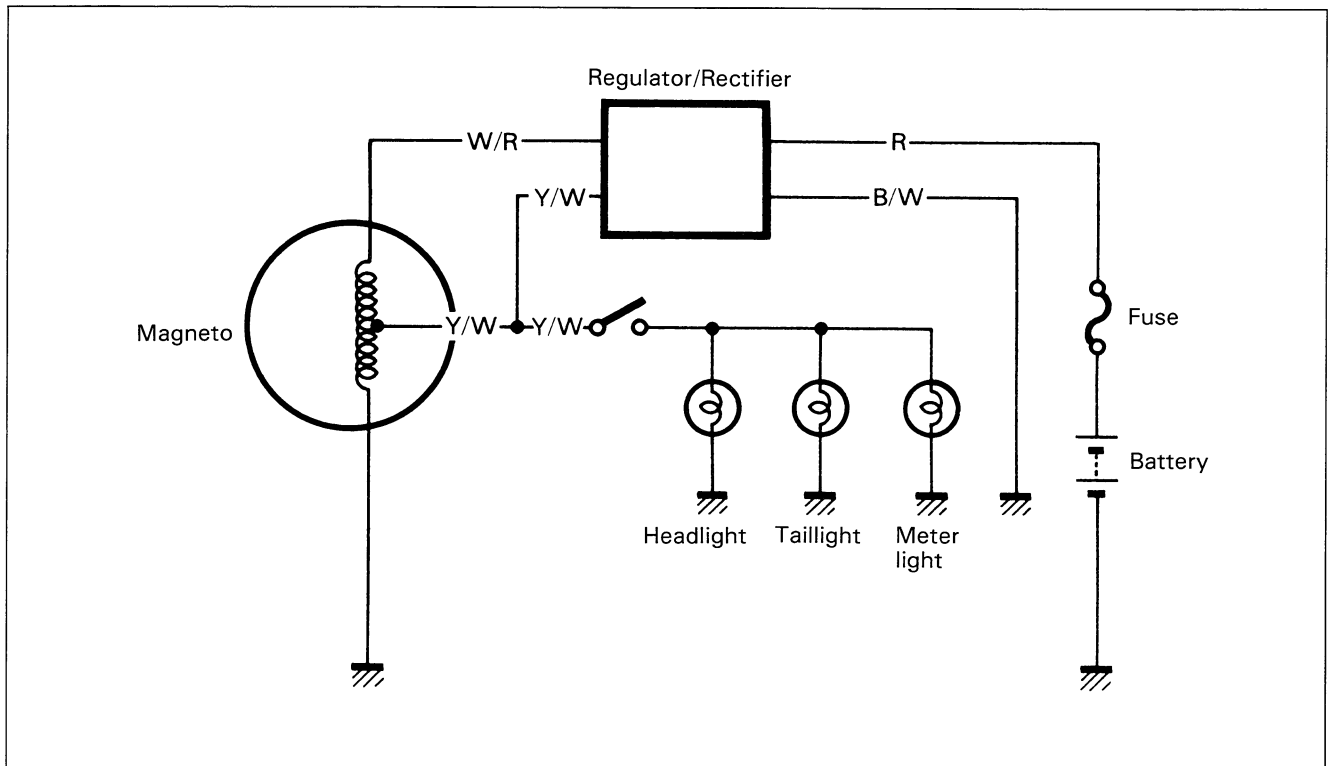 Regulator/Rectifier
W/R
R
Y/W
B/W
Magneto
Y/W
Y/W
Fuse
Battery
Headlight
Taillight
Meter
light